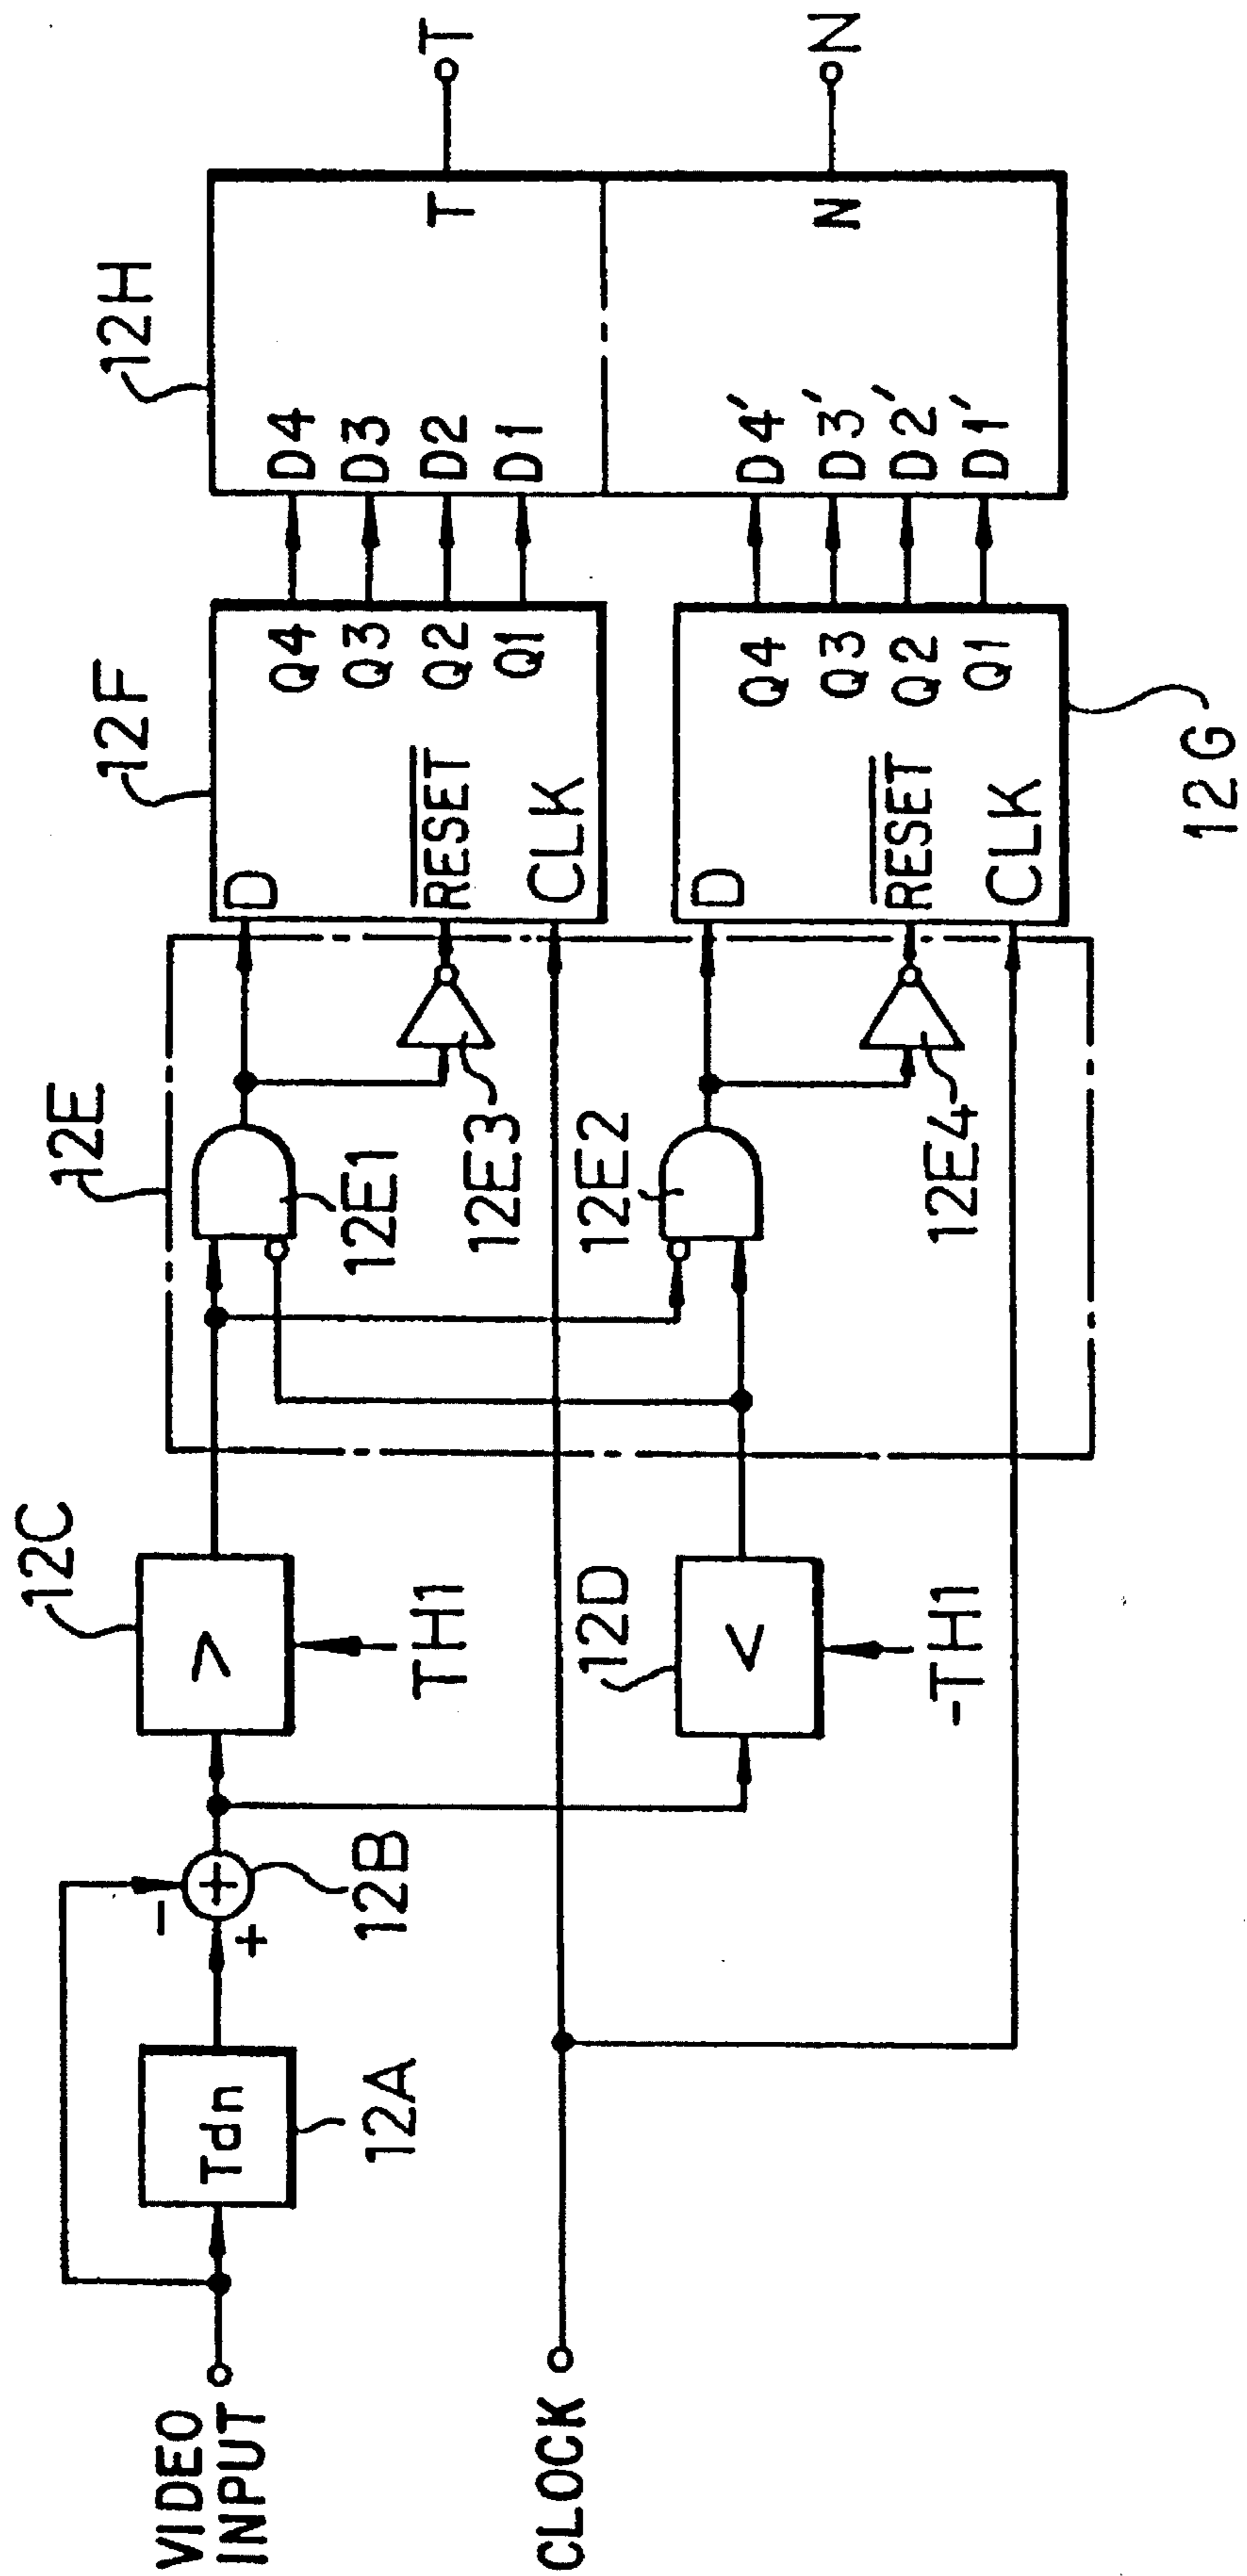 VIDEO
INPUT
CLOCK
Tdn
12A
-
+
+
12B
12C
>
TH1
12D
<
-TH1
12E
12E1
12E3
12E2
12E4
12F
D
RESET
CLK
Q4
Q3
Q2
Q1
D
RESET
CLK
Q4
Q3
Q2
Q1
12G
12H
D4
D3
D2
D1
D4'
D3'
D2'
D1'
T
N
T
N